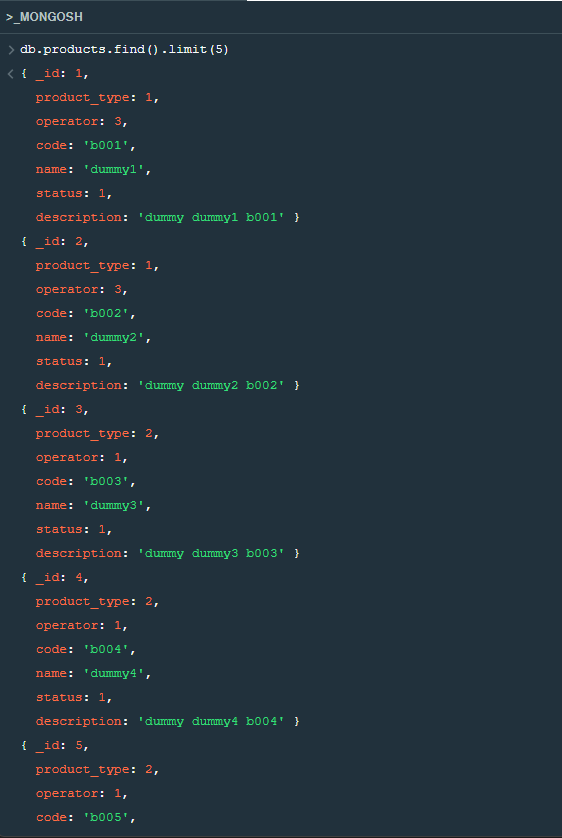 >_MONGOSH
> db.products.find().limit(5)
< { _id: 1,
product_type: 1,
operator: 3,
code: 'b001',
name: 'dummy1',
status: 1,
description: 'dummy dummy1 b001' }
{ _id: 2,
product_type: 1,
operator: 3,
code: 'b002',
name: 'dummy2',
status: 1,
description: 'dummy dummy2 b002' }
{ _id: 3,
product_type: 2,
operator: 1,
code: 'b003',
name: 'dummy3',
status: 1,
description: 'dummy dummy3 b003' }
{ _id: 4,
product_type: 2,
operator: 1,
code: 'b004',
name: 'dummy4',
status: 1,
description: 'dummy dummy4 b004' }
{ _id: 5,
product_type: 2,
operator: 1,
code: 'b005',